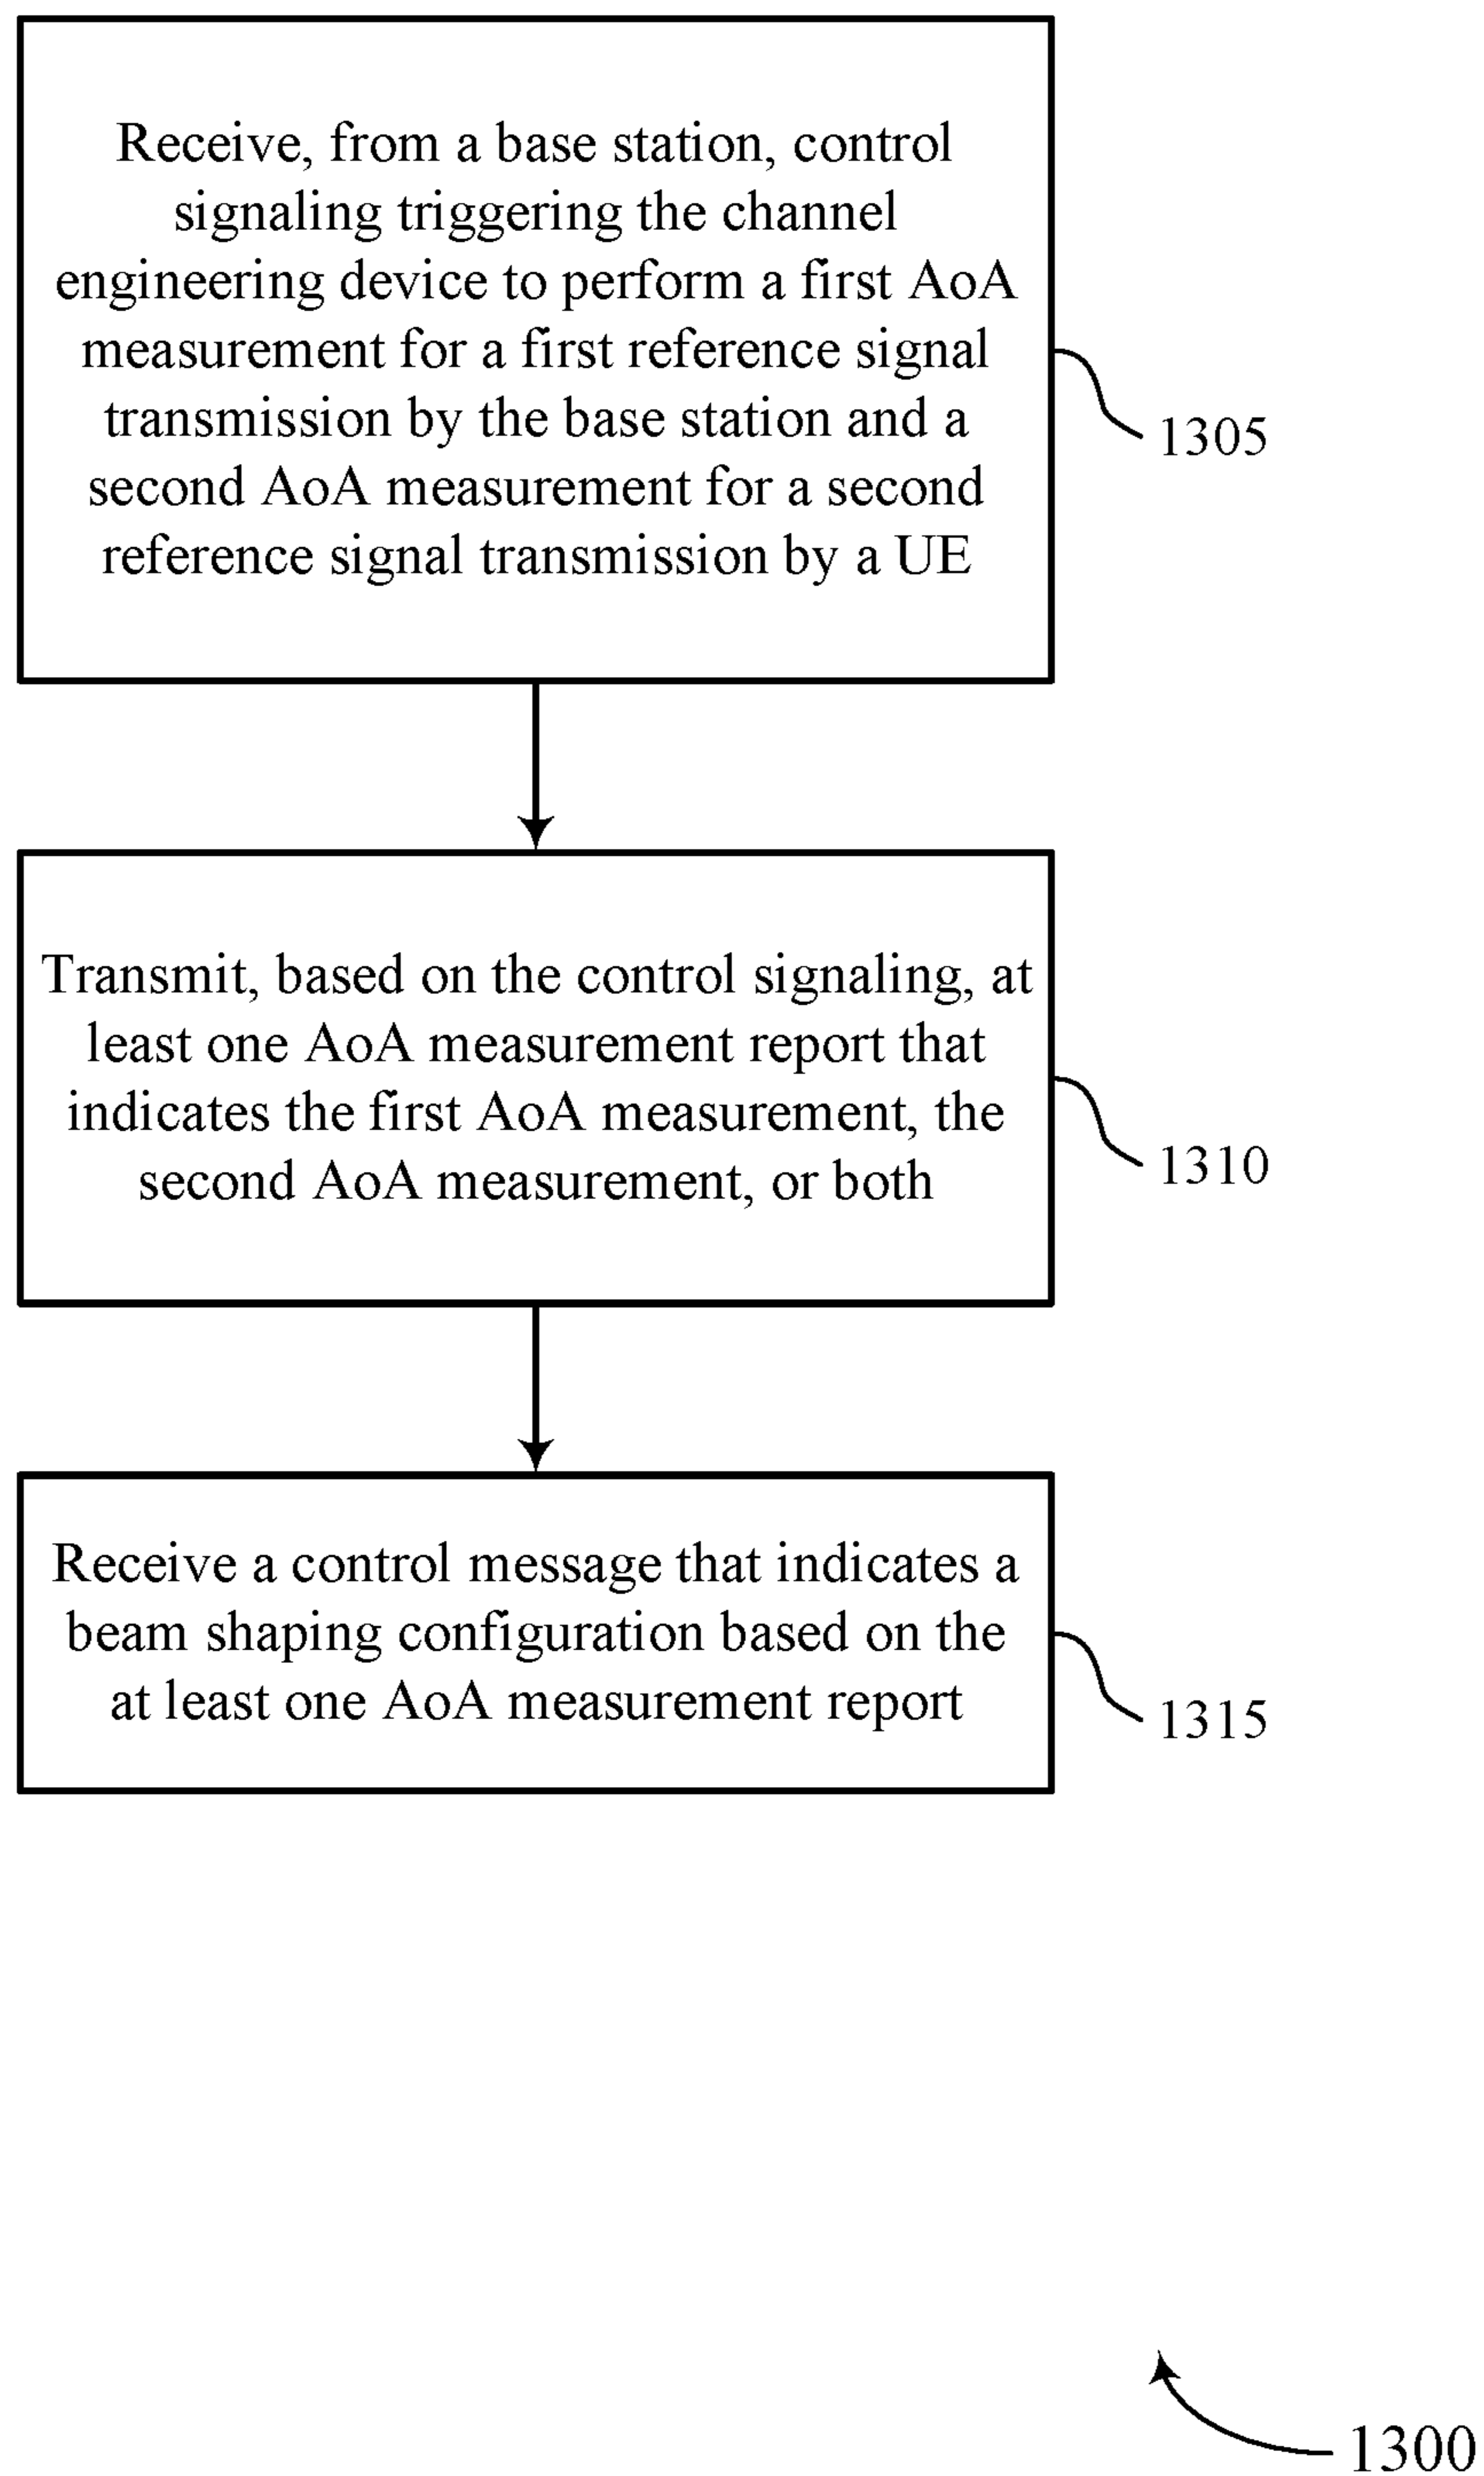 Receive, from a base station, control
signaling triggering the channel
engineering device to perform a first AoA
measurement for a first reference signal
transmission by the base station and a
second AoA measurement for a second
reference signal transmission by a UE
1305
Transmit, based on the control signaling, at
least one AoA measurement report that
indicates the first AoA measurement, the
second AoA measurement, or both
1310
Receive a control message that indicates a
beam shaping configuration based on the
at least one AoA measurement report
1315
1300